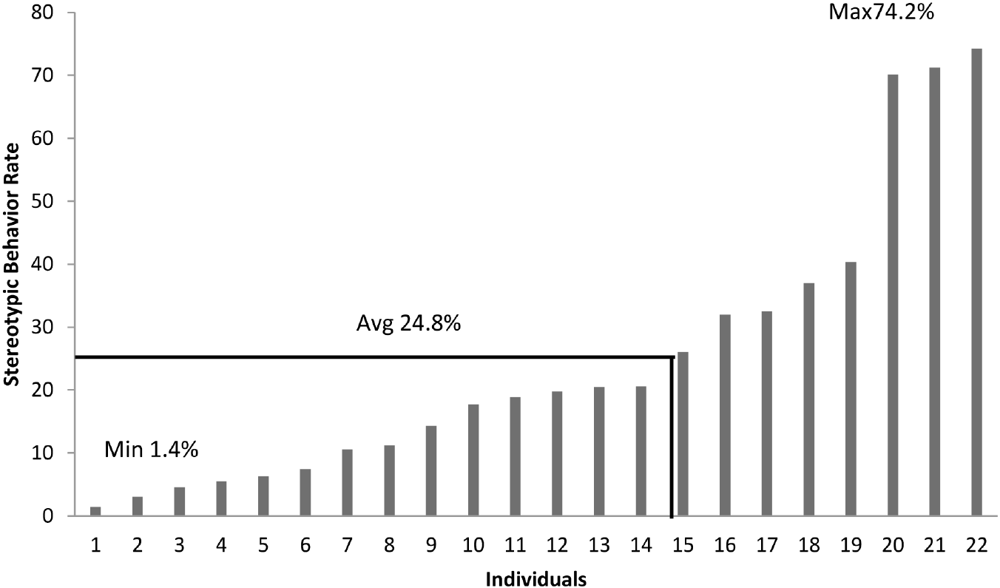 80
Max74.2%
70
60
50
40
Stereotypic Behavior Rate
30
Avg 24.8%
20
10
Min 1.4%
0
1 2 3 4 5 6 7 8 9 10 11 12 13 14 15 16 17 18 19 20 21 22
Individuals